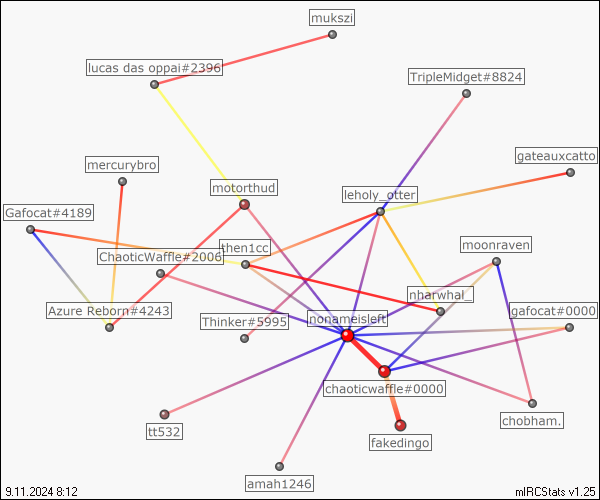 mukszi
lucas das oppai#2396
TripleMidget#8824
mercurybro
gateauxcatto
motorthud
leholy_otter
Gafocat#4189
then1cc
moonraven
ChaoticWaffle#2006
nharwhal_
Azure Reborn#4243
Thinker#5995
nonameisleft
gafocat#0000
chaoticwaffle#0000
chobham.
tt532
fakedingo
amah1246
9.11.2024 8:12
mIRCStats v1.25